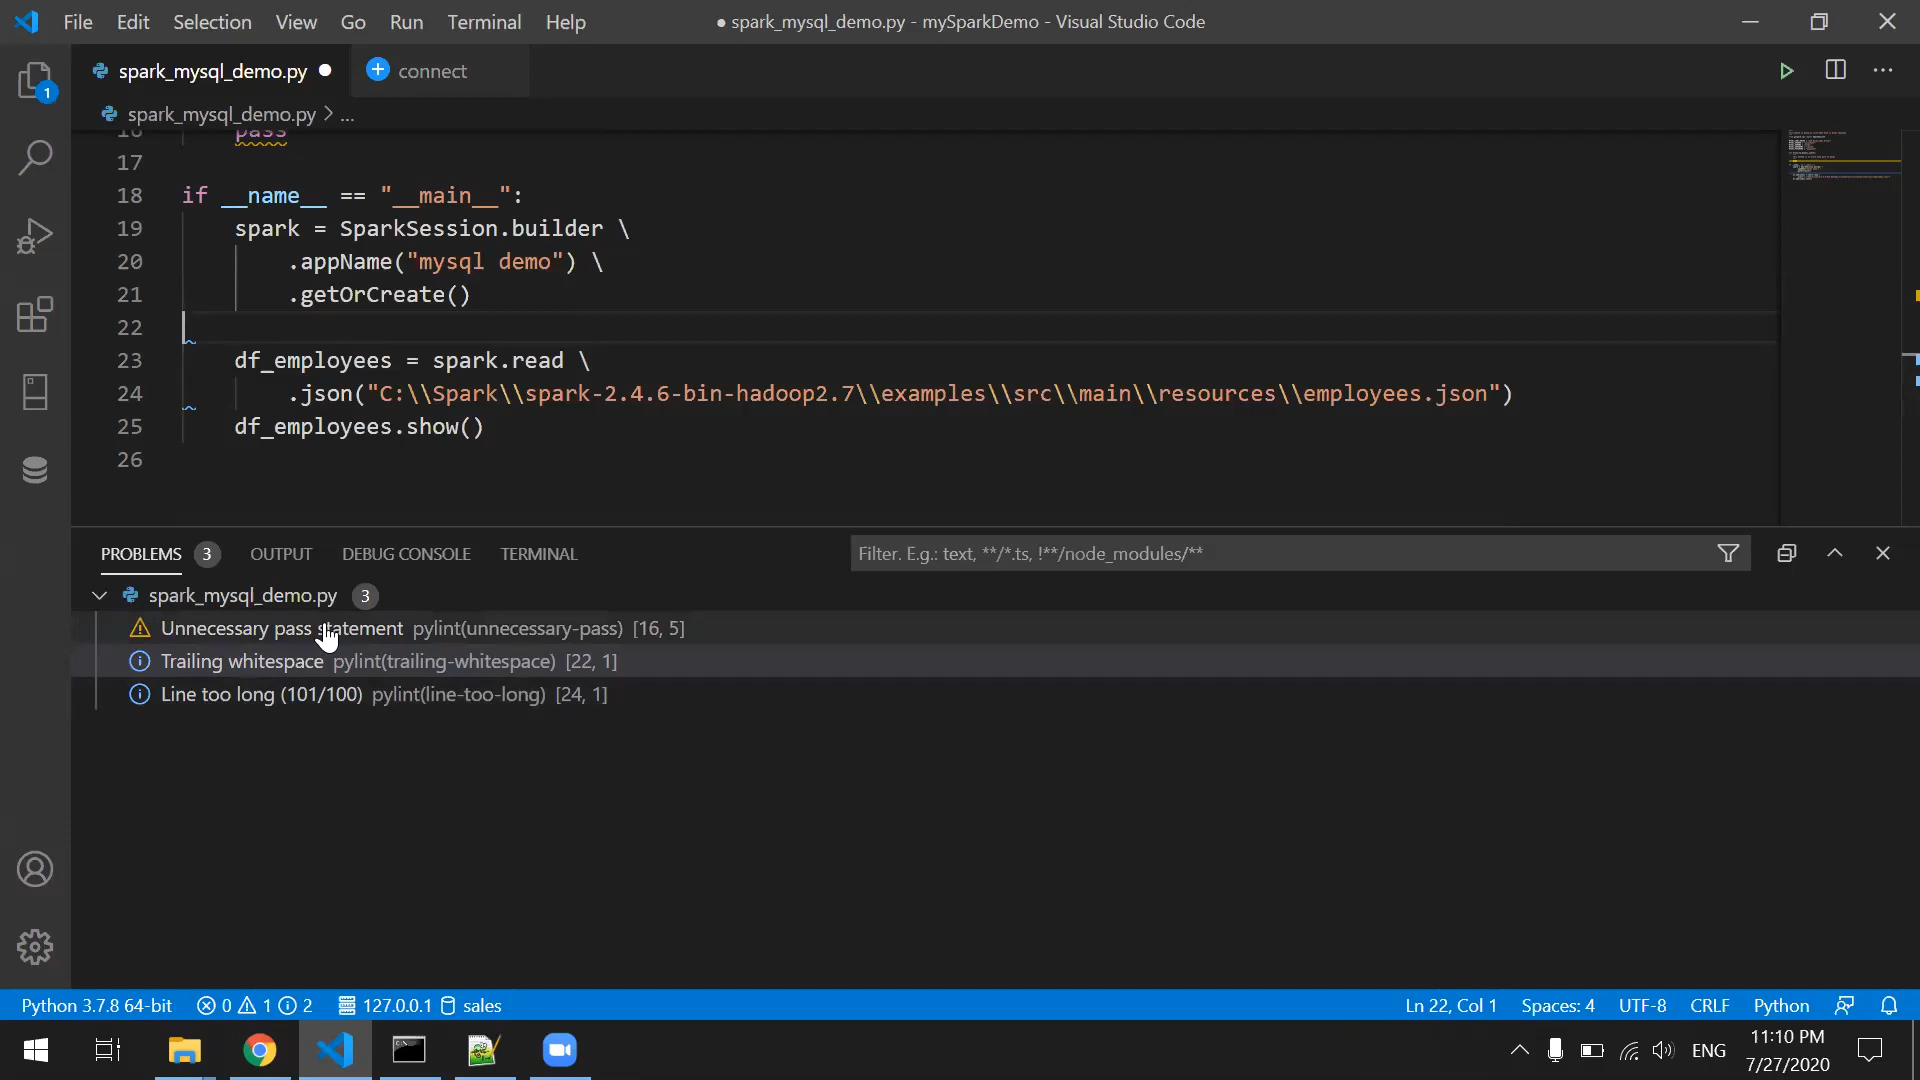 File Edit Selection View Go Run Terminal Help
● spark_mysql_demo.py - mySparkDemo - Visual Studio Code
spark_mysql_demo.py ●
connect
1
spark_mysql_demo.py > ...
16 pass
17
18 if __name__ == "__main__":
19 spark = SparkSession.builder \
20 .appName("mysql demo") \
21 .getOrCreate()
22
23 df_employees = spark.read \
24 .json("C:\\Spark\\spark-2.4.6-bin-hadoop2.7\\examples\\src\\main\\resources\\employees.json")
25 df_employees.show()
26
PROBLEMS 3 OUTPUT DEBUG CONSOLE TERMINAL
Filter. E.g.: text, **/*.ts, !**/node_modules/**
spark_mysql_demo.py 3
Unnecessary pass statement pylint(unnecessary-pass) [16, 5]
Trailing whitespace pylint(trailing-whitespace) [22, 1]
Line too long (101/100) pylint(line-too-long) [24, 1]
Python 3.7.8 64-bit 0 1 2 127.0.0.1 sales
Ln 22, Col 1 Spaces: 4 UTF-8 CRLF Python
ENG
11:10 PM
7/27/2020